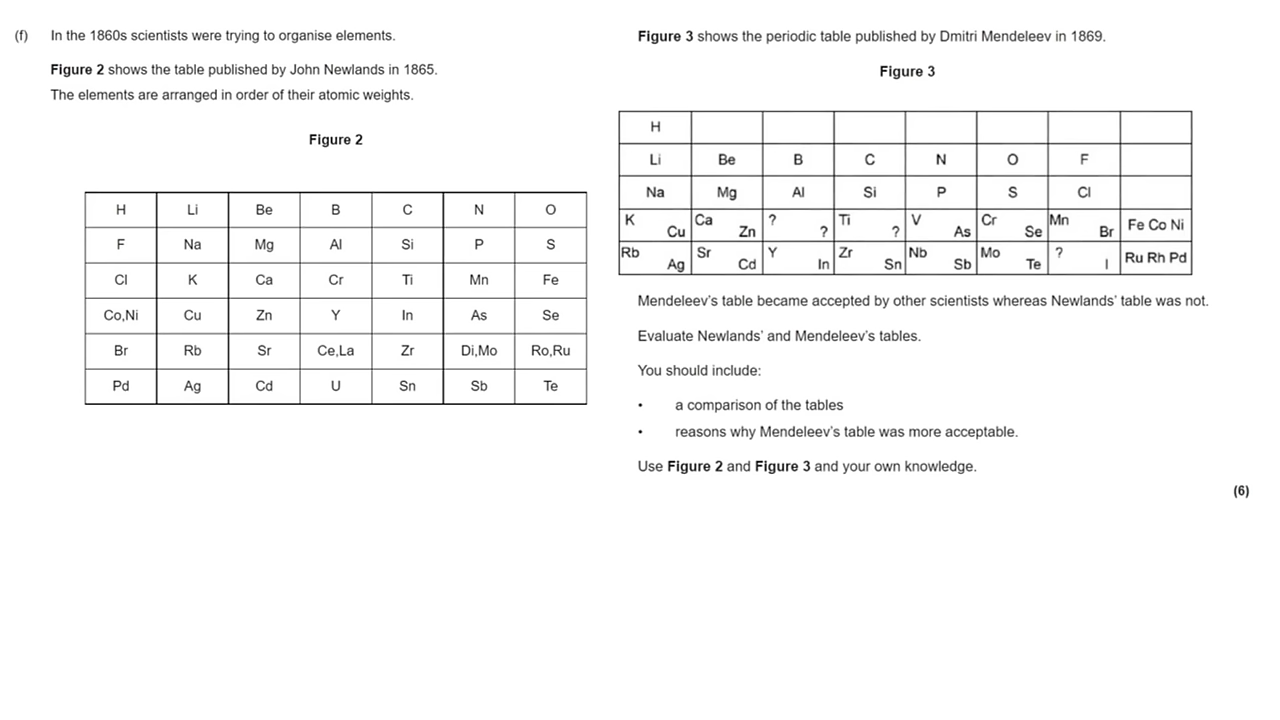 (f) In the 1860s scientists were trying to organise elements.
Figure 2 shows the table published by John Newlands in 1865.
The elements are arranged in order of their atomic weights.
Figure 2
H Li Be B C N O
F Na Mg Al Si P S
Cl K Ca Cr Ti Mn Fe
Co,Ni Cu Zn Y In As Se
Br Rb Sr Ce,La Zr Di,Mo Ro,Ru
Pd Ag Cd U Sn Sb Te
Figure 3 shows the periodic table published by Dmitri Mendeleev in 1869.
Figure 3
H
Li Be B C N O F
Na Mg Al Si P S Cl
K Cu Ca Zn ? ? Ti ? V As Cr Se Mn Br Fe Co Ni
Rb Ag Sr Cd Y In Zr Sn Nb Sb Mo Te ? I Ru Rh Pd
Mendeleev's table became accepted by other scientists whereas Newlands' table was not.
Evaluate Newlands' and Mendeleev's tables.
You should include:
• a comparison of the tables
• reasons why Mendeleev's table was more acceptable.
Use Figure 2 and Figure 3 and your own knowledge.
(6)